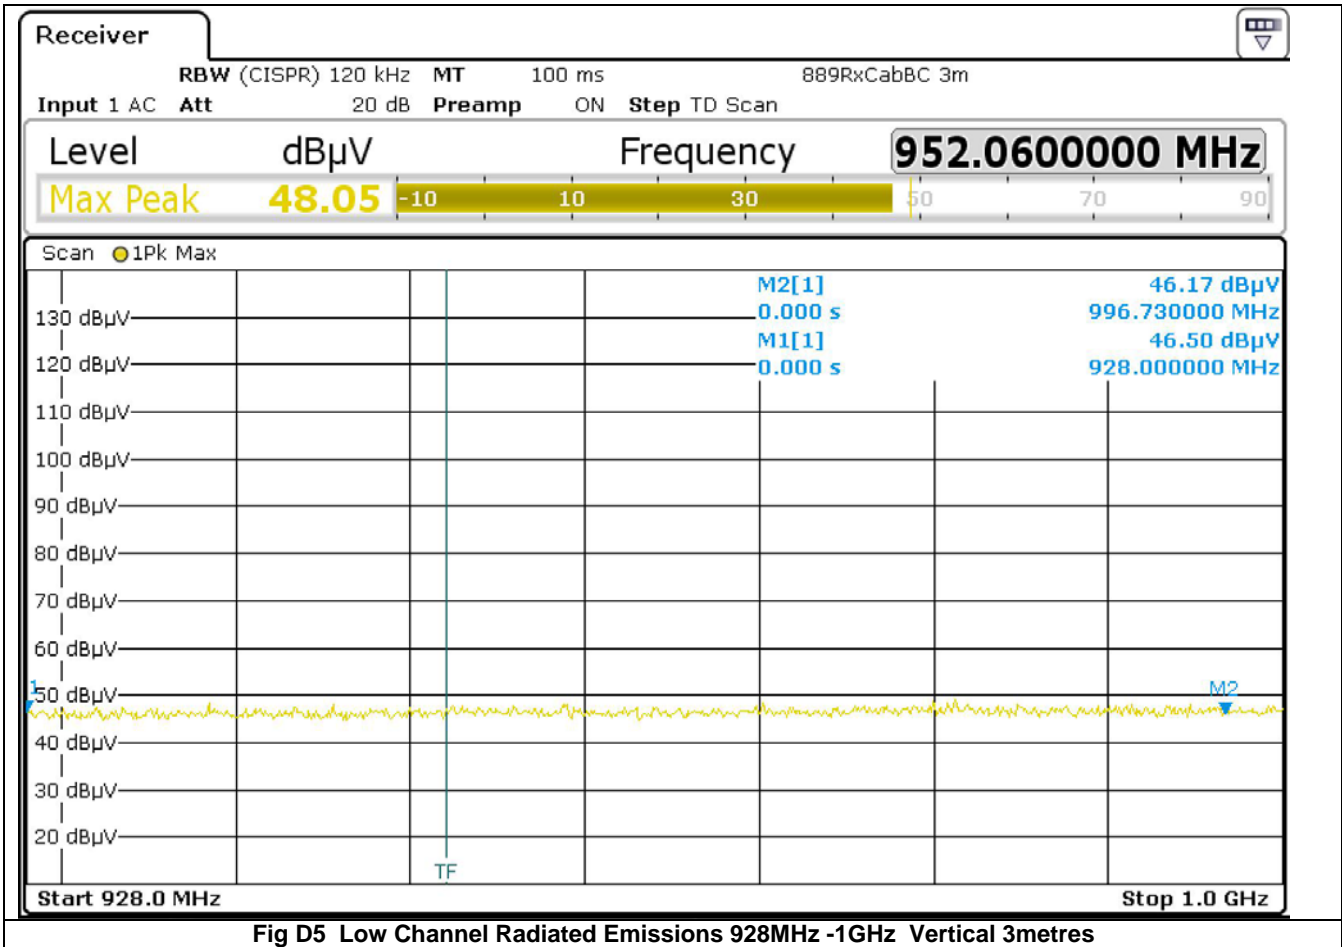 Receiver
RBW (CISPR) 120 kHz MT 100 ms 889RxCabBC 3m
Input 1 AC Att 20 dB Preamp ON Step TD Scan
Level dBµV Frequency 952.0600000 MHz
Max Peak 48.05 -10 10 30 50 70 90
Scan 1Pk Max
M2[1] 46.17 dBµV
130 dBµV 0.000 s 996.730000 MHz
M1[1] 46.50 dBµV
120 dBµV 0.000 s 928.000000 MHz
110 dBµV
100 dBµV
90 dBµV
80 dBµV
70 dBµV
60 dBµV
1 M2
50 dBµV
40 dBµV
30 dBµV
20 dBµV
TF
Start 928.0 MHz Stop 1.0 GHz
Fig D5 Low Channel Radiated Emissions 928MHz -1GHz Vertical 3metres